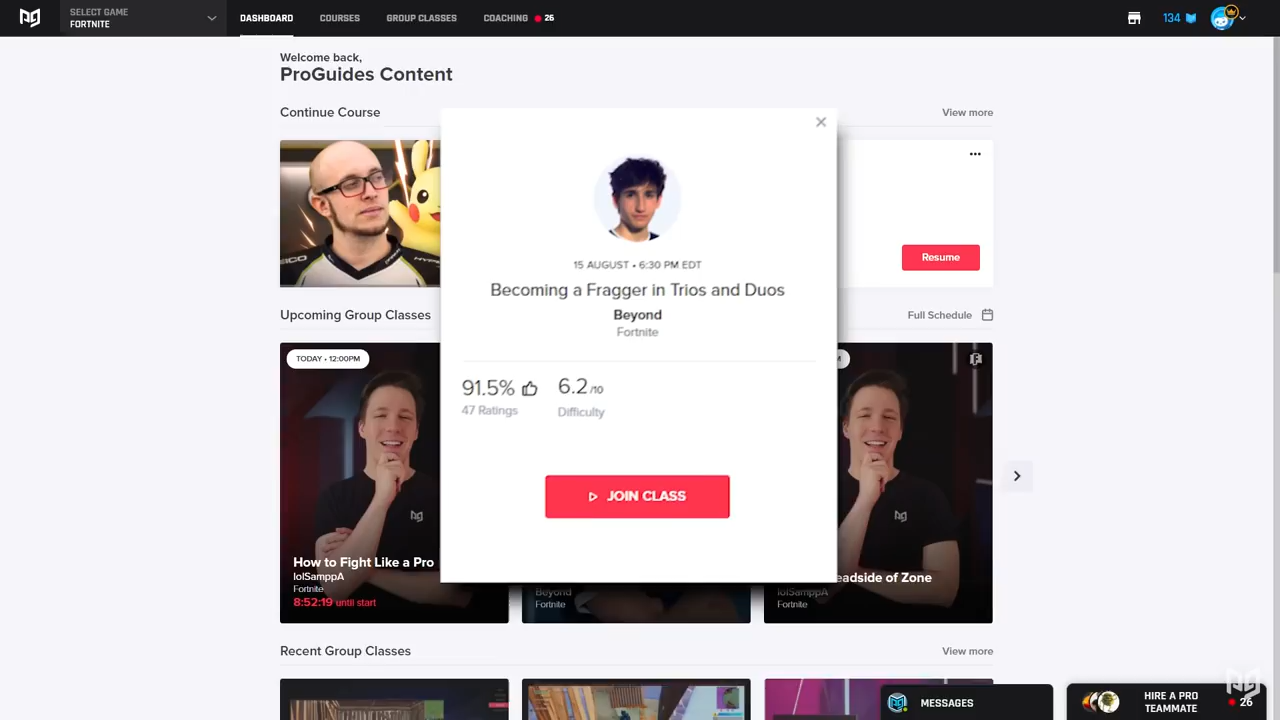 SELECT GAME
FORTNITE
DASHBOARD
COURSES
GROUP CLASSES
COACHING
26
134
Welcome back,
ProGuides Content
Continue Course
View more
Resume
Upcoming Group Classes
Full Schedule
TODAY • 12:00PM
How to Fight Like a Pro
lolSamppA
Fortnite
8:52:19 until start
15 AUGUST • 6:30 PM EDT
Becoming a Fragger in Trios and Duos
Beyond
Fortnite
91.5%
47 Ratings
6.2 /10
Difficulty
JOIN CLASS
Beyond
Fortnite
eadside of Zone
lolSamppA
Fortnite
Recent Group Classes
View more
MESSAGES
HIRE A PRO
TEAMMATE
26